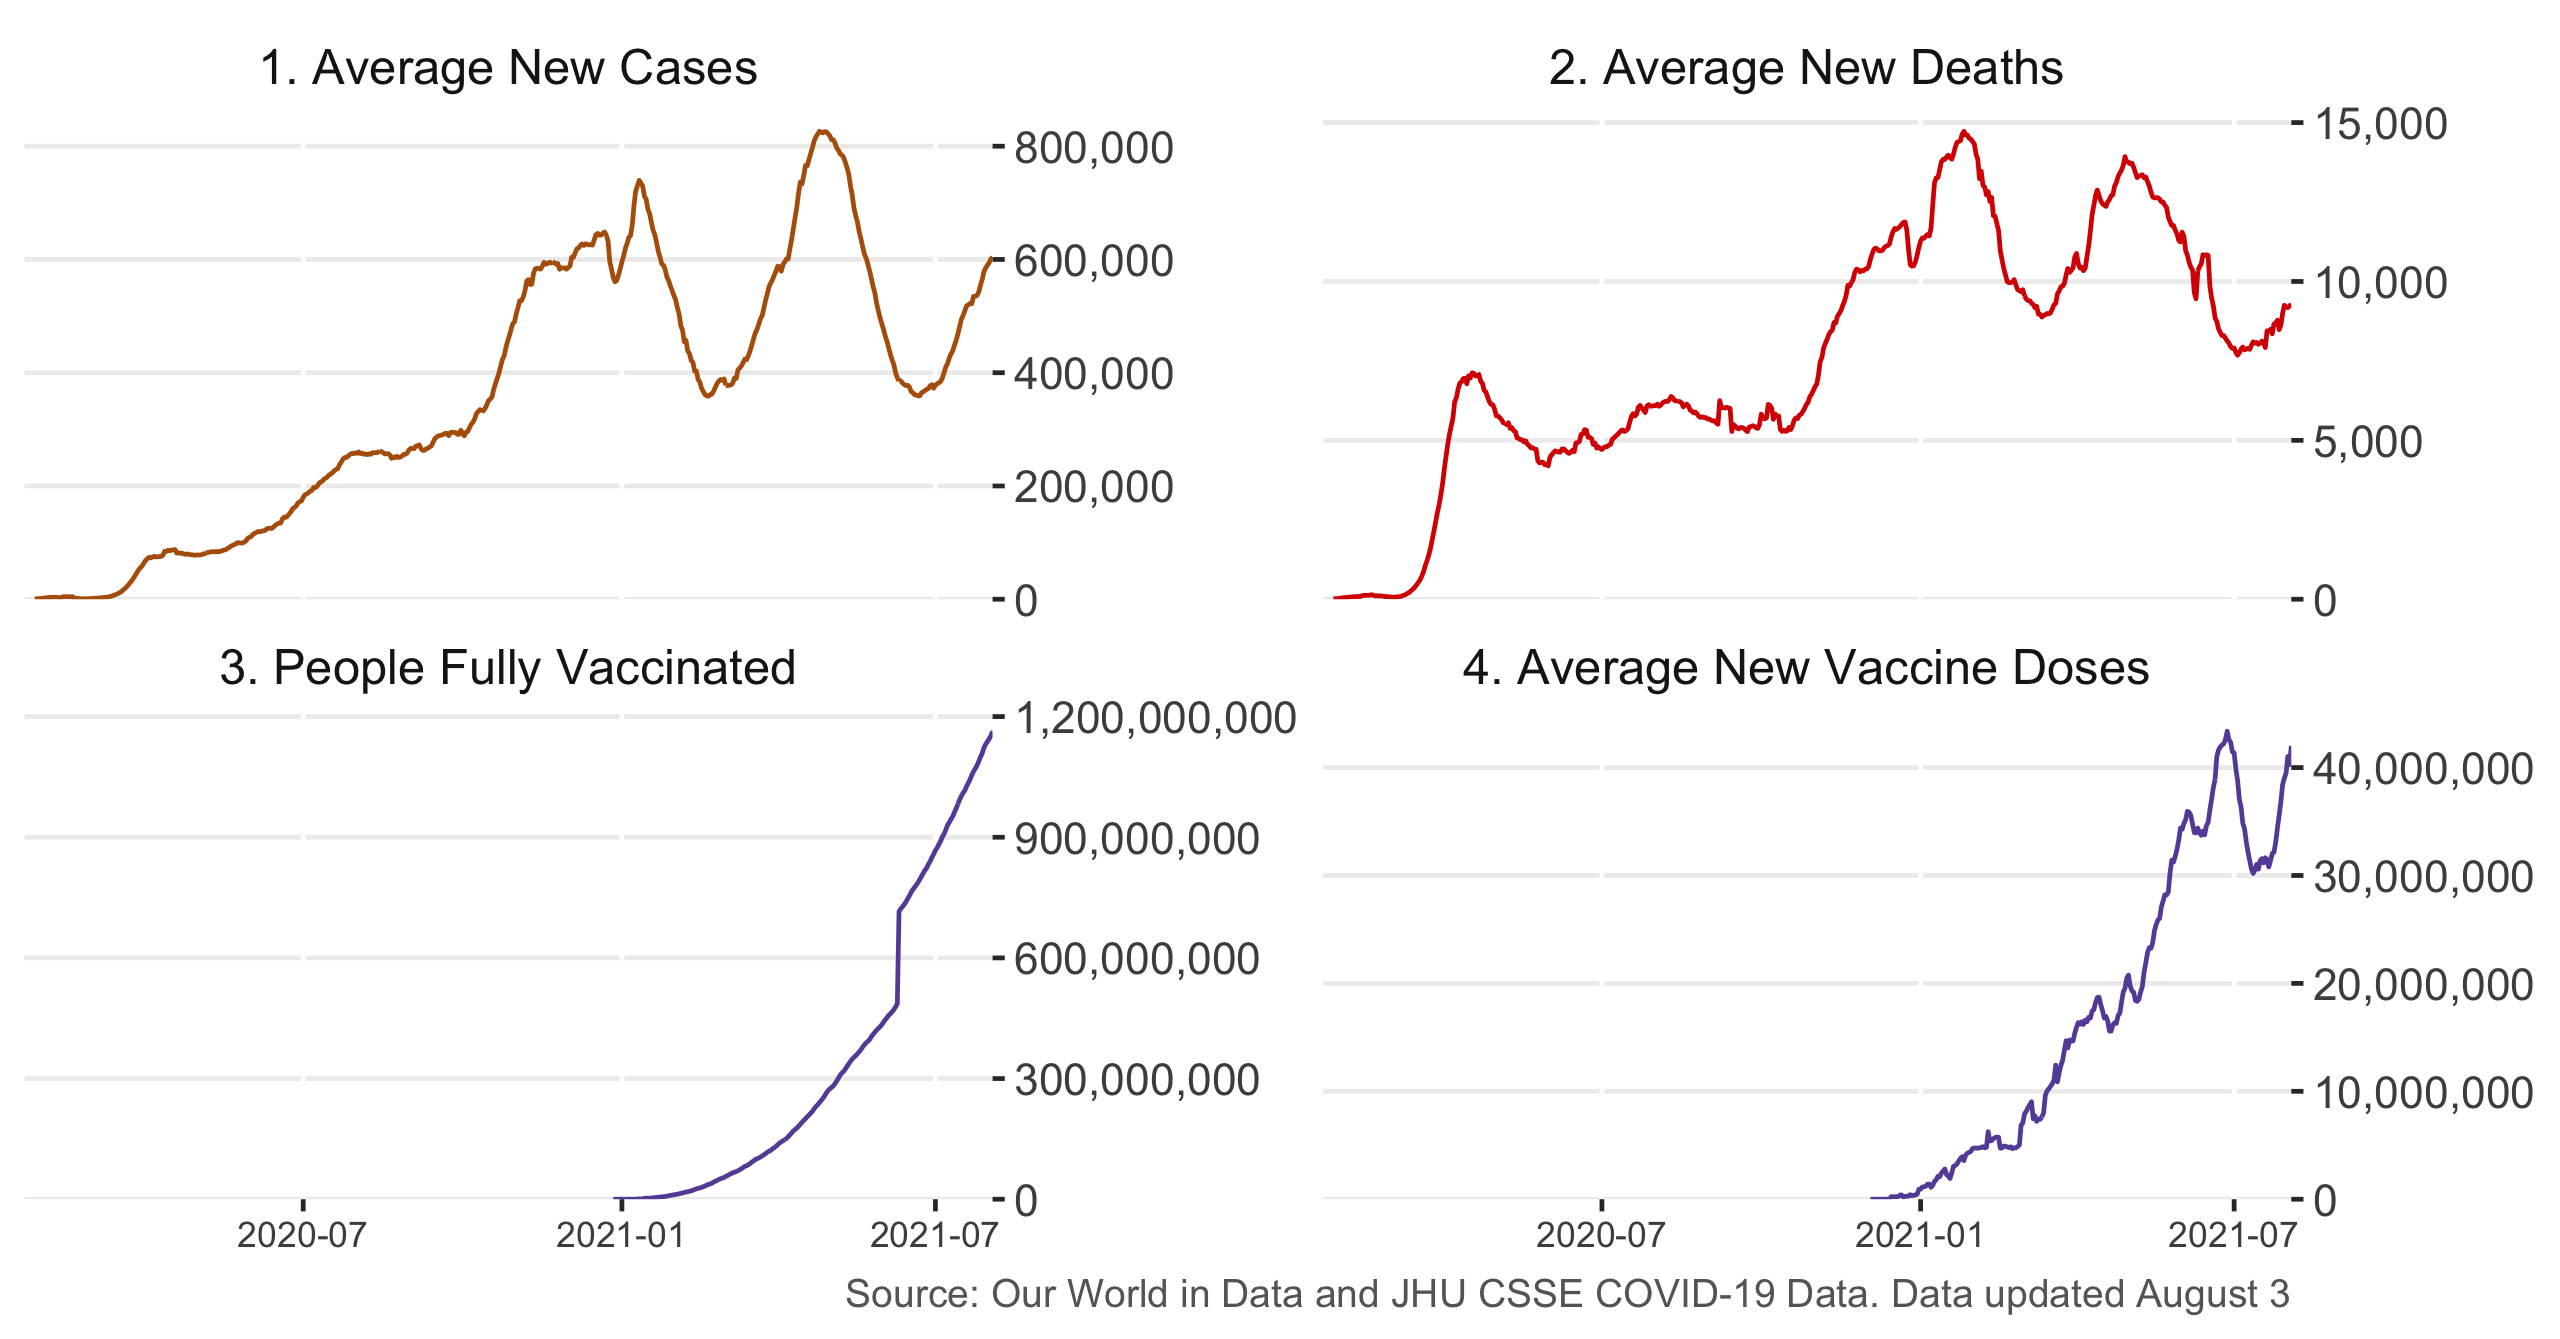 1. Average New Cases
800,000
600,000
400,000
200,000
0
2. Average New Deaths
15,000
10,000
5,000
0
3. People Fully Vaccinated
1,200,000,000
900,000,000
600,000,000
300,000,000
0
2020-07 2021-01 2021-07
4. Average New Vaccine Doses
40,000,000
30,000,000
20,000,000
10,000,000
0
2020-07 2021-01 2021-07
Source: Our World in Data and JHU CSSE COVID-19 Data. Data updated August 3